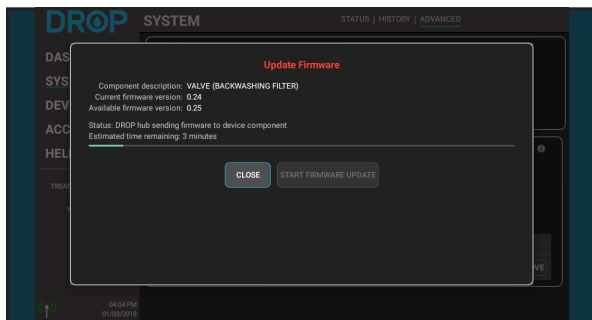 DROP SYSTEM STATUS | HISTORY | ADVANCED
DAS
SYS
DEV
ACC
HEL
TREAT
Update Firmware
Component description: VALVE (BACKWASHING FILTER)
Current firmware version: 0.24
Available firmware version: 0.25
Status: DROP hub sending firmware to device component
Estimated time remaining: 3 minutes
CLOSE START FIRMWARE UPDATE
VE
04:04 PM
01/03/2018